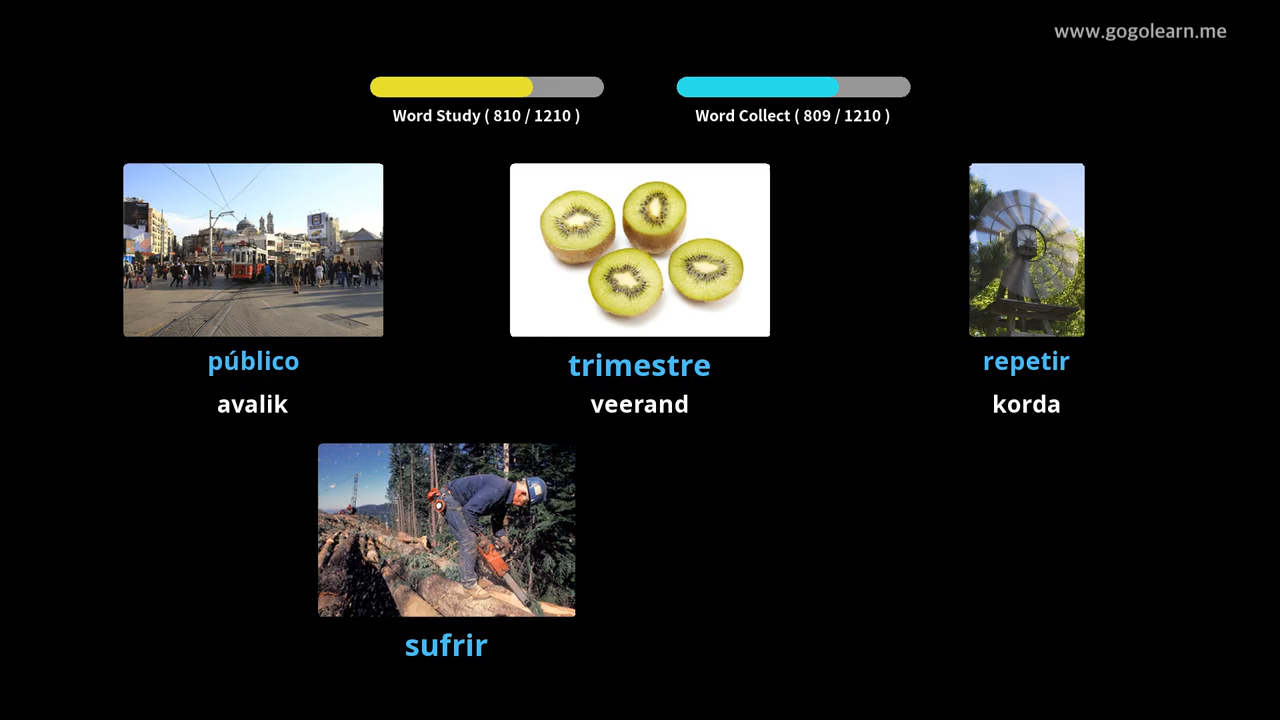 www.gogolearn.me
Word Study ( 810 / 1210 )
Word Collect ( 809 / 1210 )
público
trimestre
repetir
avalik
veerand
korda
sufrir